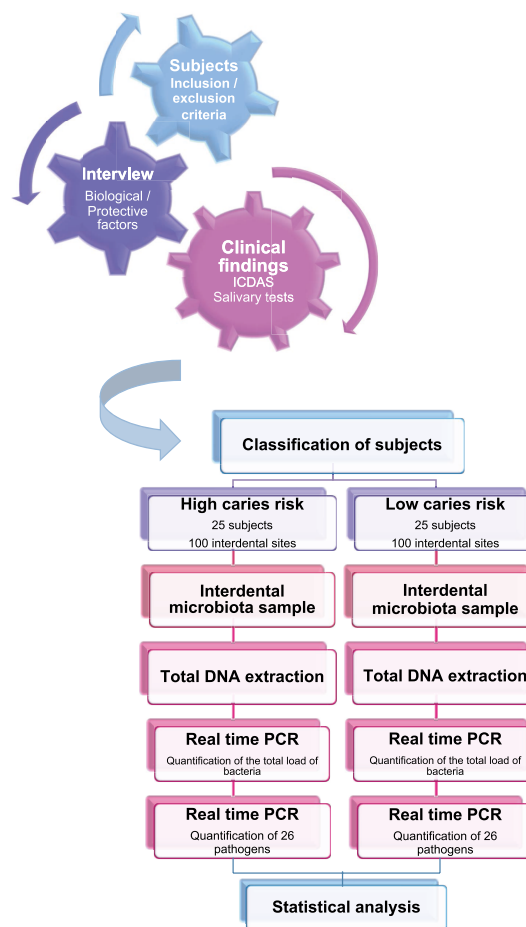 Subjects
Inclusion /
exclusion
criteria
Interview
Biological /
Protective
factors
Clinical
findings
ICDAS
Salivary tests
Classification of subjects
High caries risk
25 subjects
100 interdental sites
Low caries risk
25 subjects
100 interdental sites
Interdental
microbiota sample
Interdental
microbiota sample
Total DNA extraction
Total DNA extraction
Real time PCR
Quantification of the total load of
bacteria
Real time PCR
Quantification of the total load of
bacteria
Real time PCR
Quantification of 26
pathogens
Real time PCR
Quantification of 26
pathogens
Statistical analysis